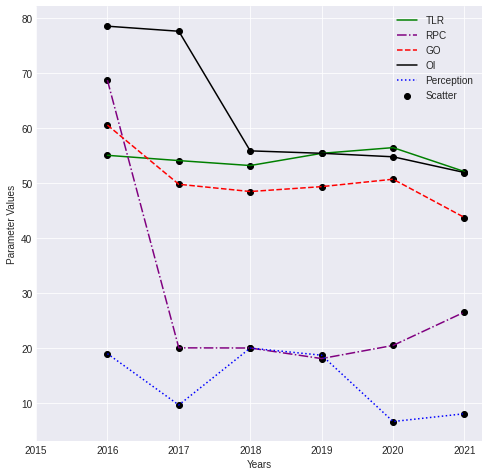 80
70
60
50
40
30
20
10
Parameter Values
TLR
RPC
GO
OI
Perception
Scatter
2015 2016 2017 2018 2019 2020 2021
Years